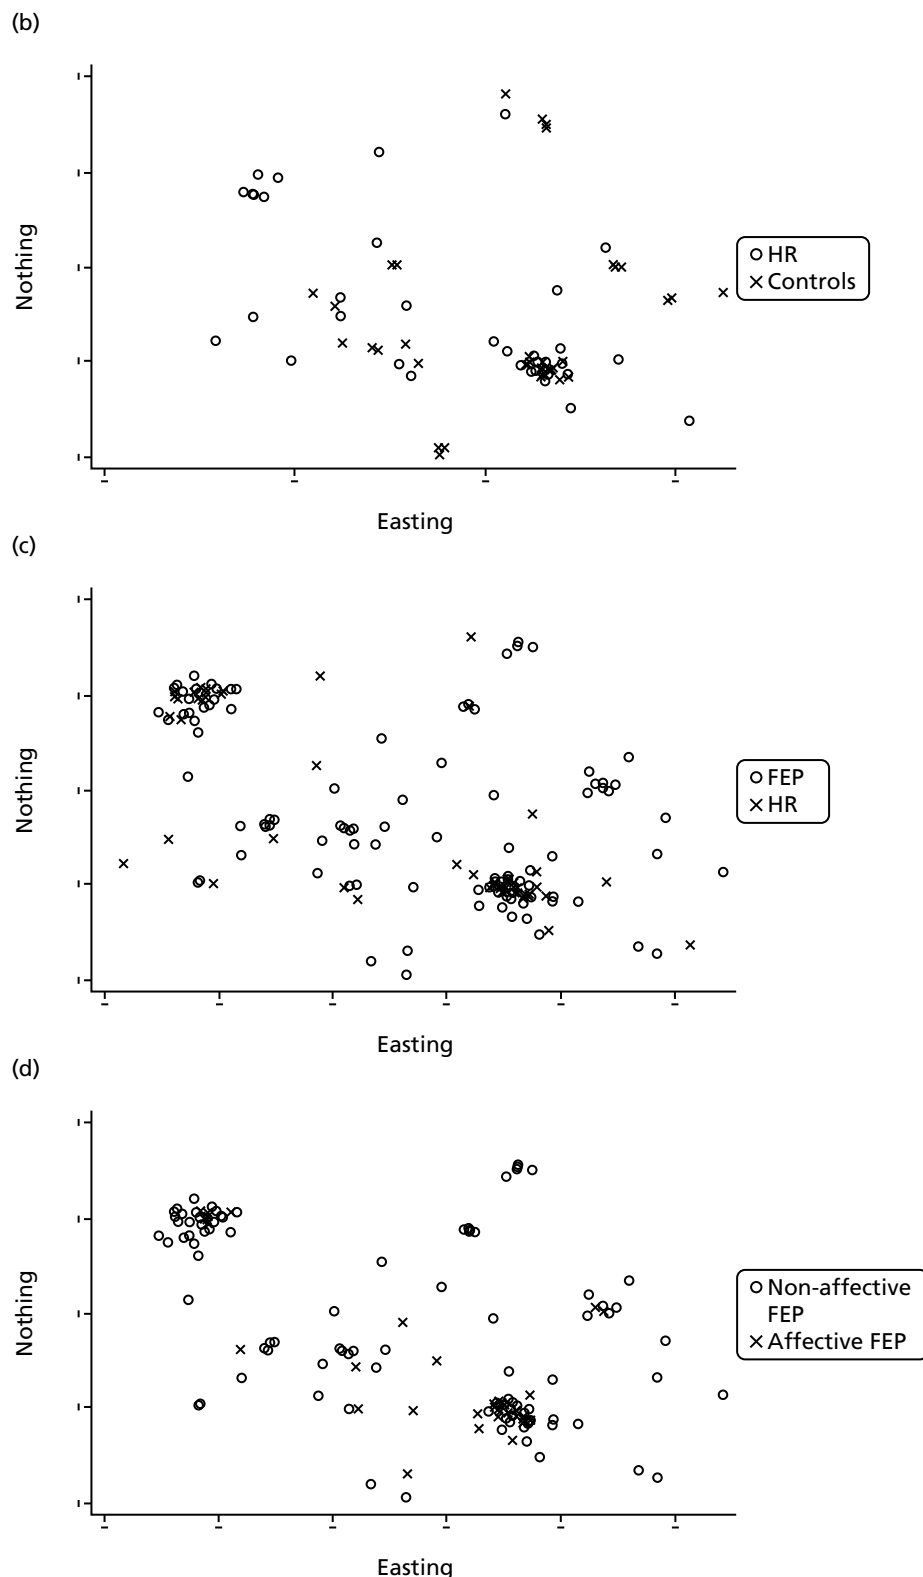 (b)
Nothing
HR
Controls
Easting
(c)
Nothing
FEP
HR
Easting
(d)
Nothing
Non-affective
FEP
Affective FEP
Easting